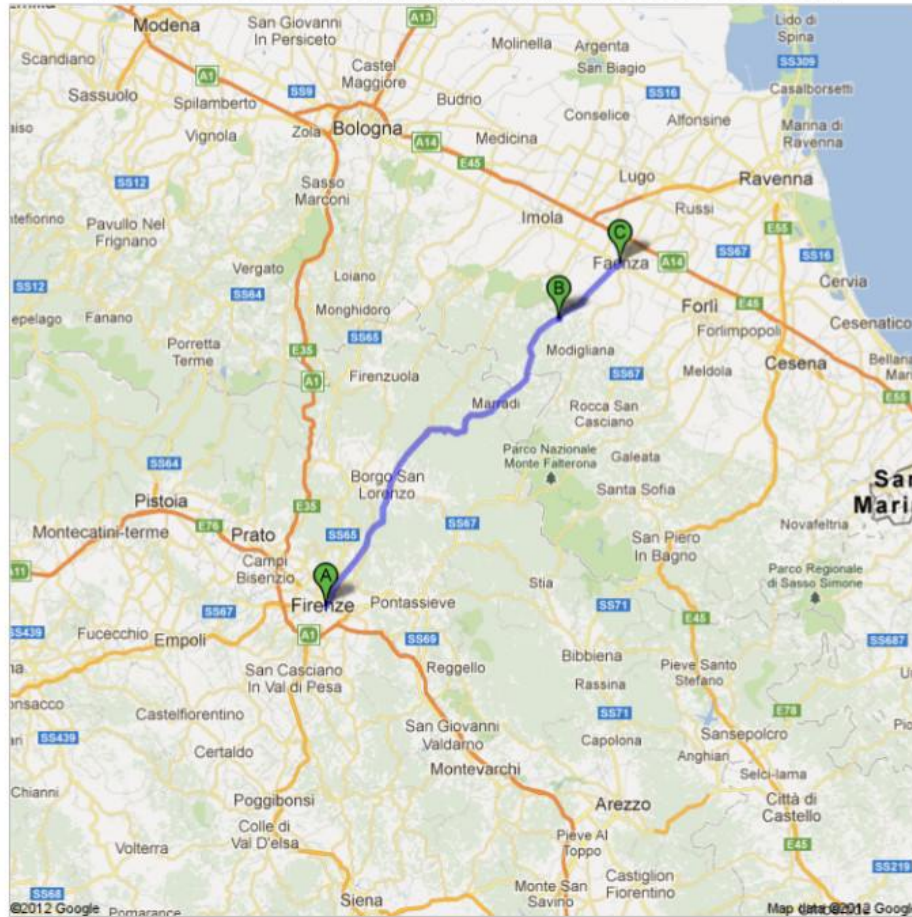 Modena
San Giovanni
In Persiceto
A13
Molinella
Argenta
San Biagio
Lido di
Spina
SS309
Scandiano
A1
Castel
Maggiore
SS16
Casalborsetti
Sassuolo
Spilamberto
SS9
Budrio
Conselice
Alfonsine
Marina di
Ravenna
Vignola
Zola
Bologna
A14
Medicina
E45
Lugo
Ravenna
SS12
Sasso
Marconi
Imola
Russi
E55
Pavullo Nel
Frignano
C
SS67
SS16
Faenza
A14
Vergato
Loiano
SS12
SS64
B
Cervia
Monghidoro
Forlì
E45
Fanano
Porretta
Terme
SS65
Forlimpopoli
Cesenatico
E35
Modigliana
Cesena
A1
Firenzuola
SS67
Meldola
E55
Marradi
Rocca San
Casciano
SS64
Borgo San
Lorenzo
Parco Nazionale
Monte Falterona
Galeata
Santa Sofia
Pistoia
E35
SS67
Montecatini-terme
E76
Prato
SS65
San Piero
In Bagno
Novafeltria
Campi
Bisenzio
A11
A
Stia
Parco Regionale
di Sasso Simone
Firenze
Pontassieve
SS71
SS67
E45
SS439
Fucecchio
Empoli
A1
SS69
SS687
Bibbiena
San Casciano
In Val di Pesa
Reggello
Pieve Santo
Stefano
Rassina
Castelfiorentino
SS71
E78
SS439
San Giovanni
Valdarno
Capolona
Sansepolcro
Certaldo
Anghiari
Montevarchi
Selci-lama
Poggibonsi
Arezzo
Città di
Castello
Colle di
Val D'elsa
Pieve Al
Toppo
Volterra
E45
SS219
Castiglion
Fiorentino
SS68
Siena
Monte San
Savino
©2012 Google
Pomarance
Map data ©2012 Google